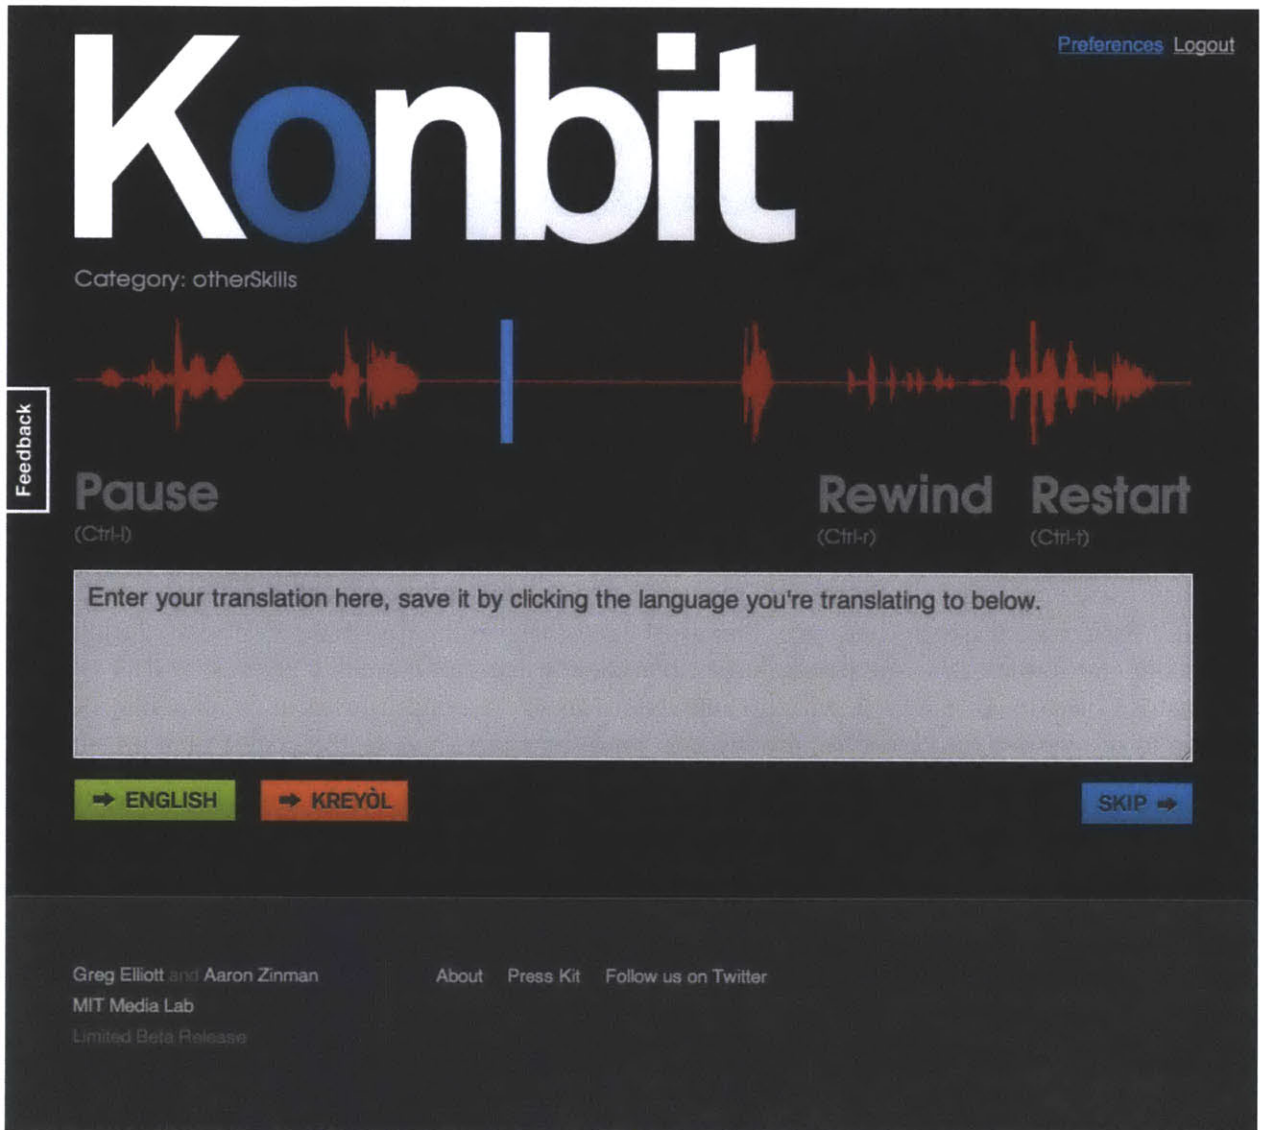 Konbit
Preferences Logout
Category: otherSkills
Feedback
Pause
(Ctrl-l)
Rewind
(Ctrl-r)
Restart
(Ctrl-t)
Enter your translation here, save it by clicking the language you're translating to below.
➡ ENGLISH
➡ KREYÒL
SKIP ➡
Greg Elliott and Aaron Zinman
About Press Kit Follow us on Twitter
MIT Media Lab
Limited Beta Release